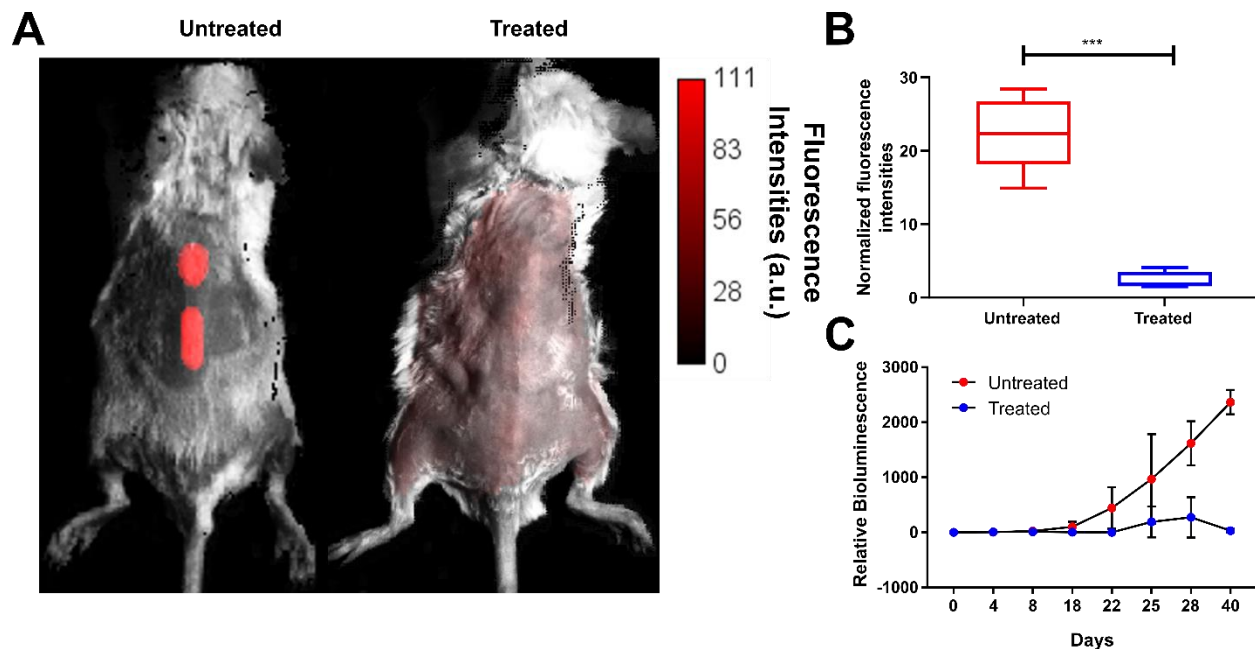 A
Untreated
Treated
111
83
56
28
0
Fluorescence
Intensities (a.u.)
B
***
Normalized fluorescence
intensities
30
20
10
0
Untreated
Treated
C
Relative Bioluminescence
3000
2000
1000
0
-1000
Untreated
Treated
0 4 8 18 22 25 28 40
Days